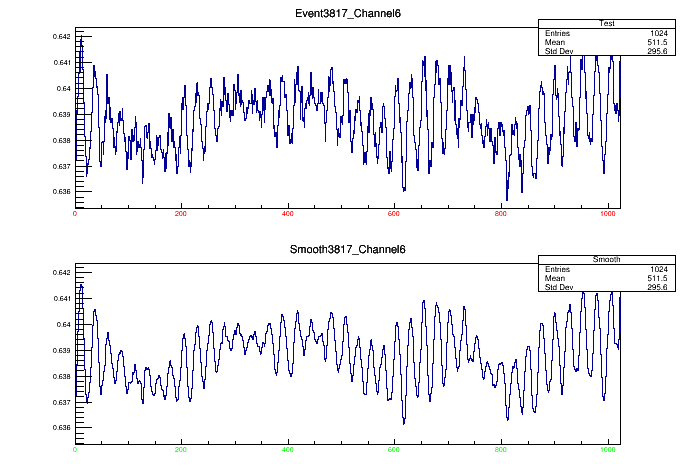 Event3817_Channel6
Test
Entries 1024
Mean 511.5
Std Dev 295.6
0.642
0.641
0.64
0.639
0.638
0.637
0.636
0 200 400 600 800 1000
Smooth3817_Channel6
Smooth
Entries 1024
Mean 511.5
Std Dev 295.6
0.642
0.641
0.64
0.639
0.638
0.637
0.636
0 200 400 600 800 1000